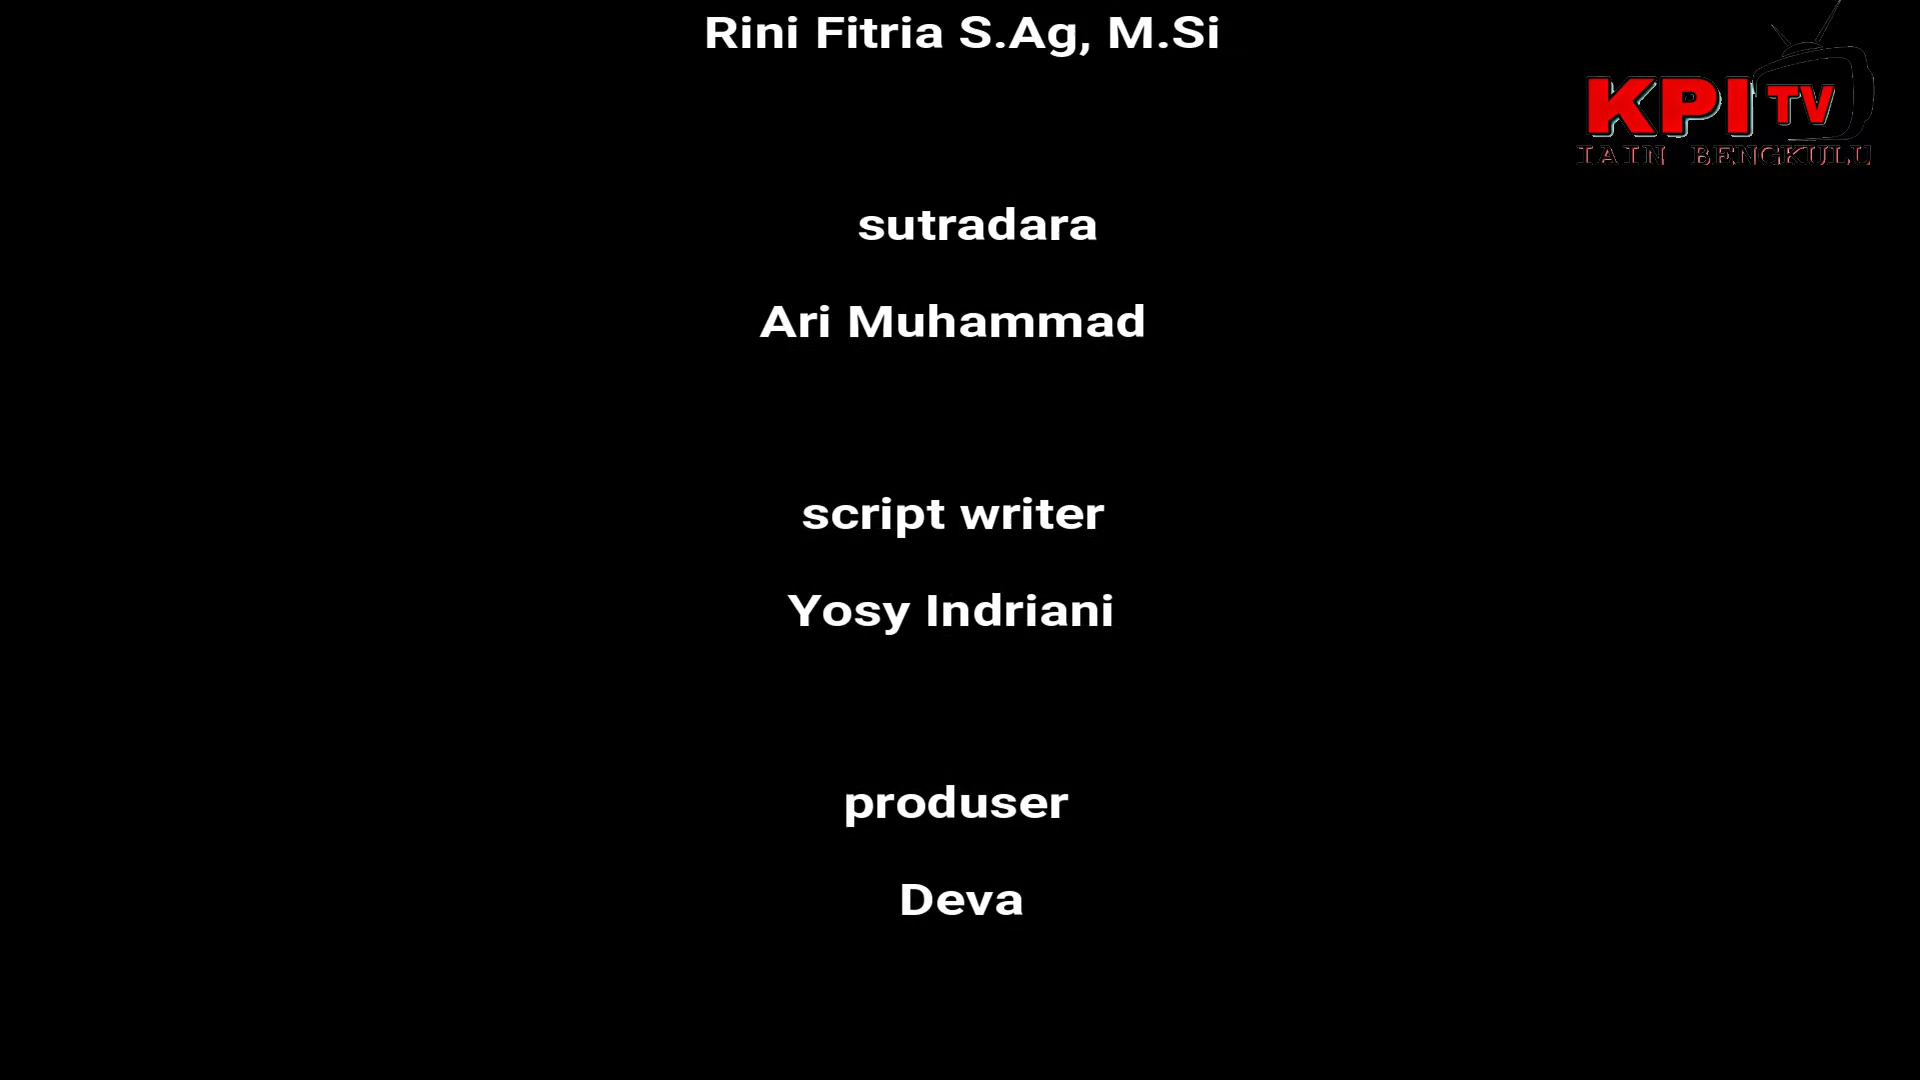 Rini Fitria S.Ag, M.Si
KPI TV
IAIN BENGKULU
sutradara
Ari Muhammad
script writer
Yosy Indriani
produser
Deva